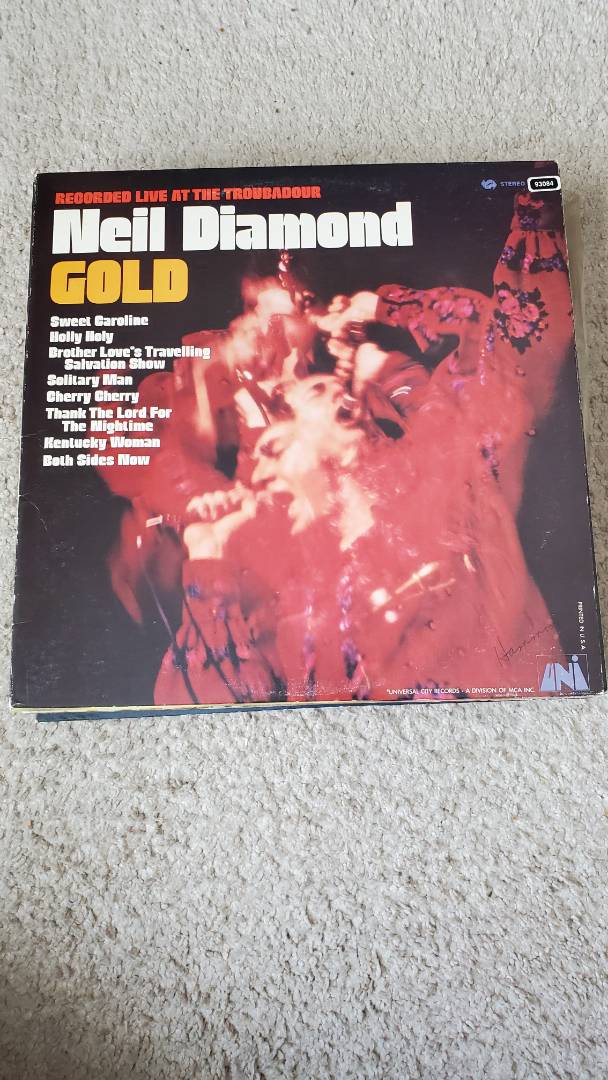 RECORDED LIVE AT THE TROUBADOUR
STEREO 93084
Neil Diamond
GOLD
Sweet Caroline
Holly Holy
Brother Love's Travelling
Salvation Show
Solitary Man
Cherry Cherry
Thank The Lord For
The Nightime
Kentucky Woman
Both Sides Now
PRINTED IN U.S.A.
UNI
*UNIVERSAL CITY RECORDS - A DIVISION OF MCA INC.